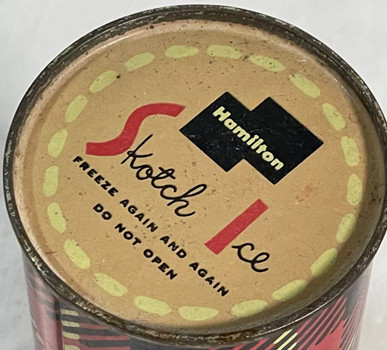 Hamilton
Skotch Ice
FREEZE AGAIN AND AGAIN
DO NOT OPEN